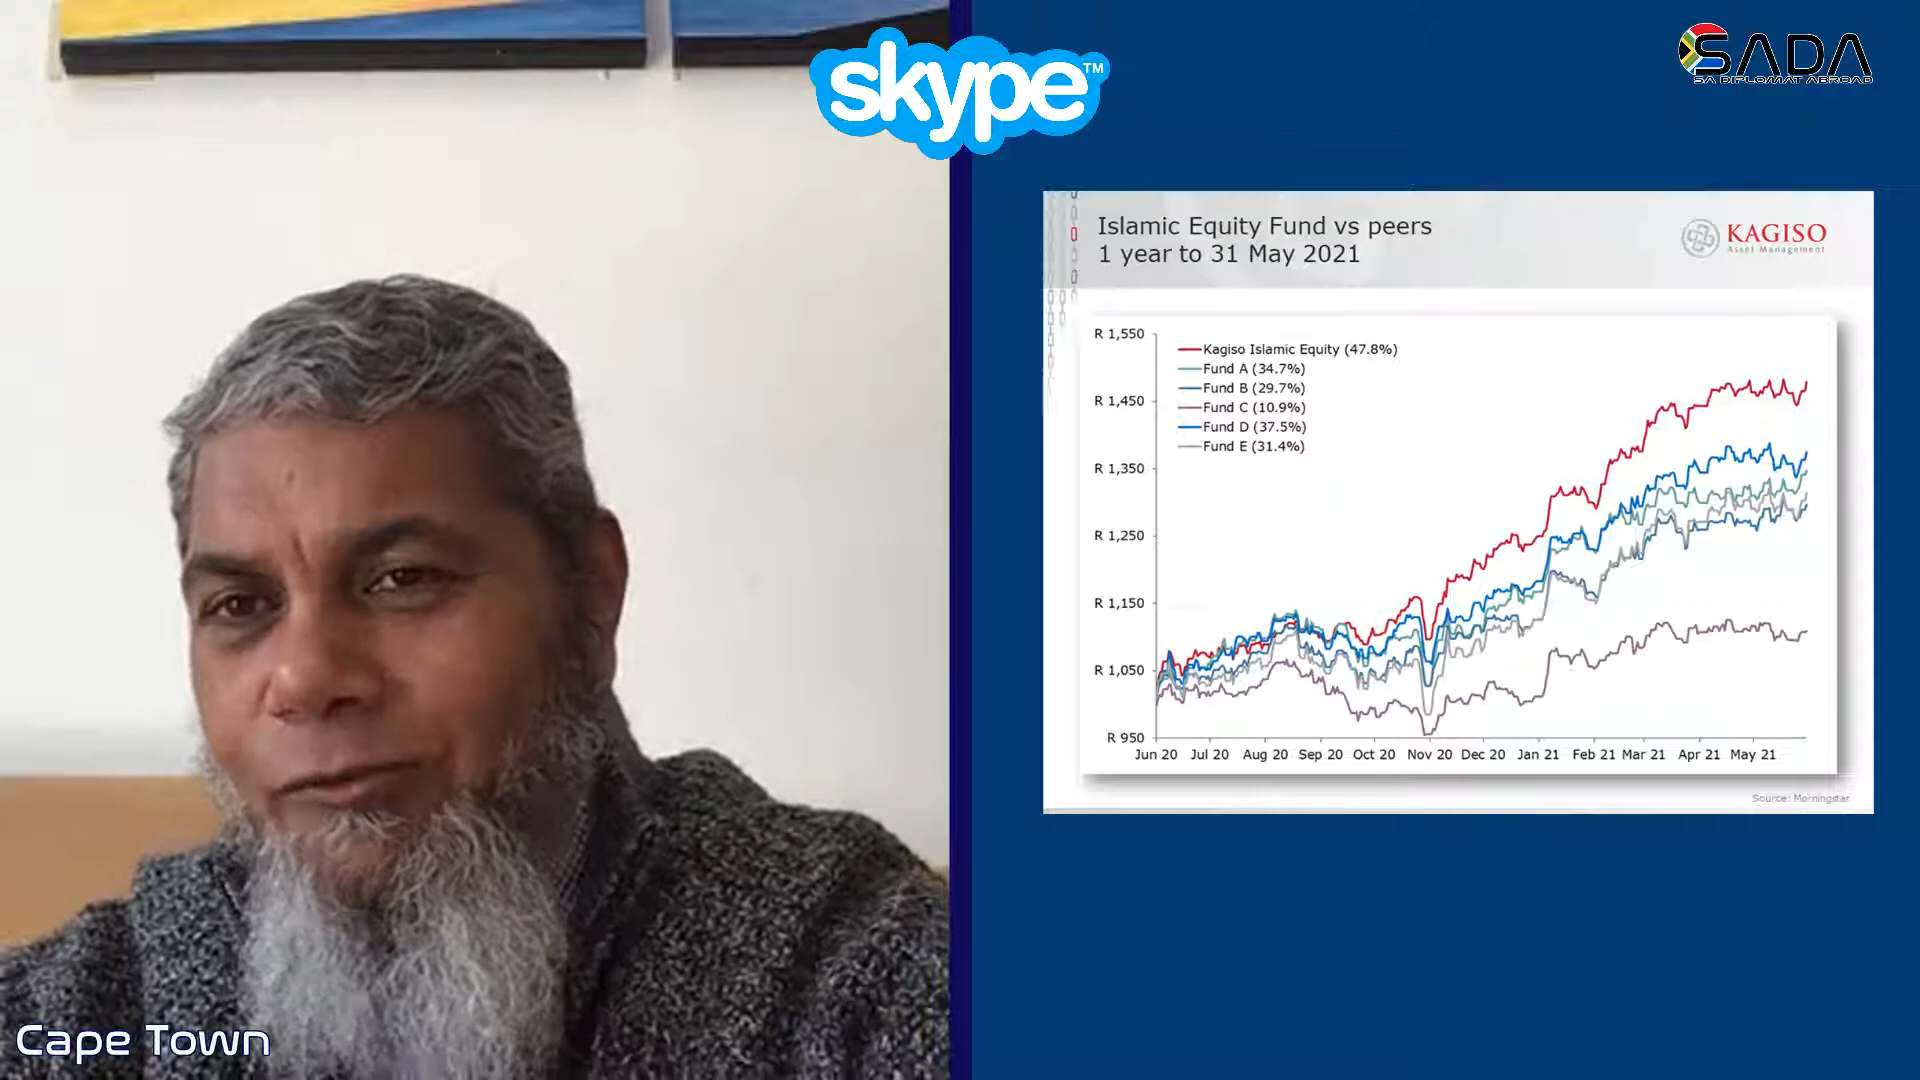 skype™
SADA
SA DIPLOMAT ABROAD
Islamic Equity Fund vs peers
1 year to 31 May 2021
KAGISO
Asset Management
R 1,550
R 1,450
R 1,350
R 1,250
R 1,150
R 1,050
R 950
Kagiso Islamic Equity (47.8%)
Fund A (34.7%)
Fund B (29.7%)
Fund C (10.9%)
Fund D (37.5%)
Fund E (31.4%)
Jun 20 Jul 20 Aug 20 Sep 20 Oct 20 Nov 20 Dec 20 Jan 21 Feb 21 Mar 21 Apr 21 May 21
Source: Morningstar
Cape Town